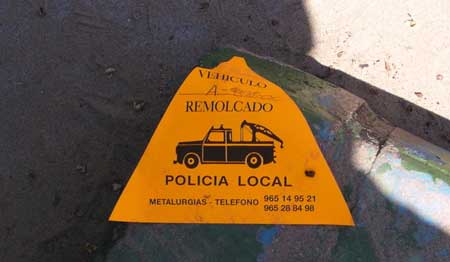 VEHICULO
A-
REMOLCADO
POLICIA LOCAL
METALURGIAS - TELEFONO 965 14 95 21
965 28 84 98